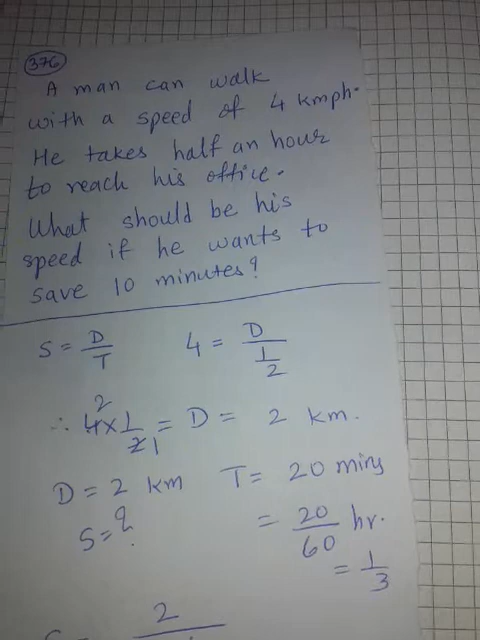 376
A man can walk
with a speed of 4 kmph.
He takes half an hour
to reach his office.
What should be his
speed if he wants to
save 10 minutes?
S = D/T 4 = D/(1/2)
∴ 4×1/2 2 1 = D = 2 km.
D = 2 km T = 20 mins
S = ? = 20/60 hr.
= 1/3
2